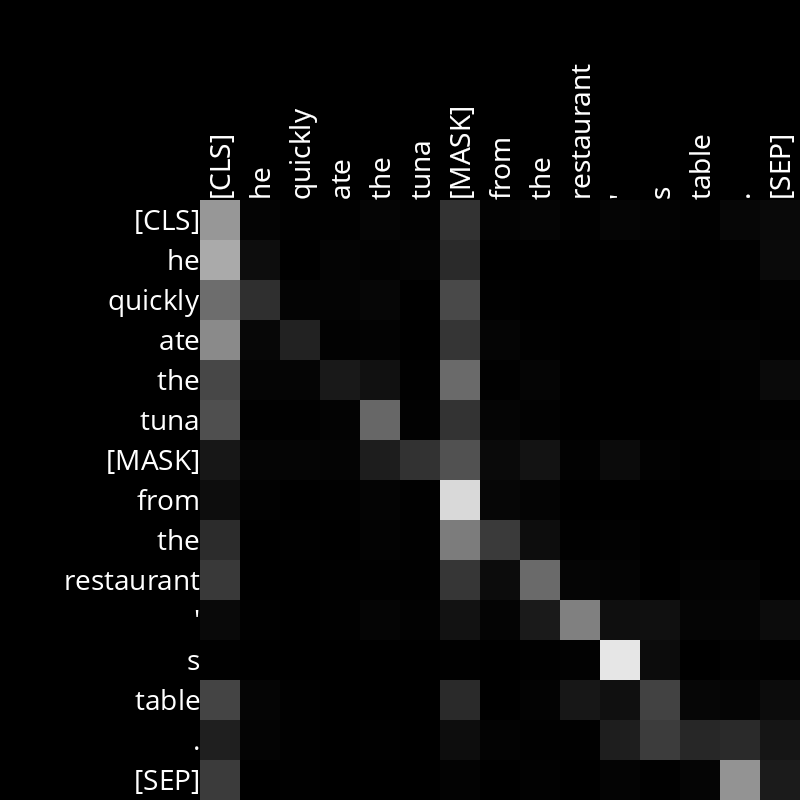 [CLS] he quickly ate the tuna [MASK] from the restaurant ' s table . [SEP]
[CLS]
he
quickly
ate
the
tuna
[MASK]
from
the
restaurant
'
s
table
.
[SEP]